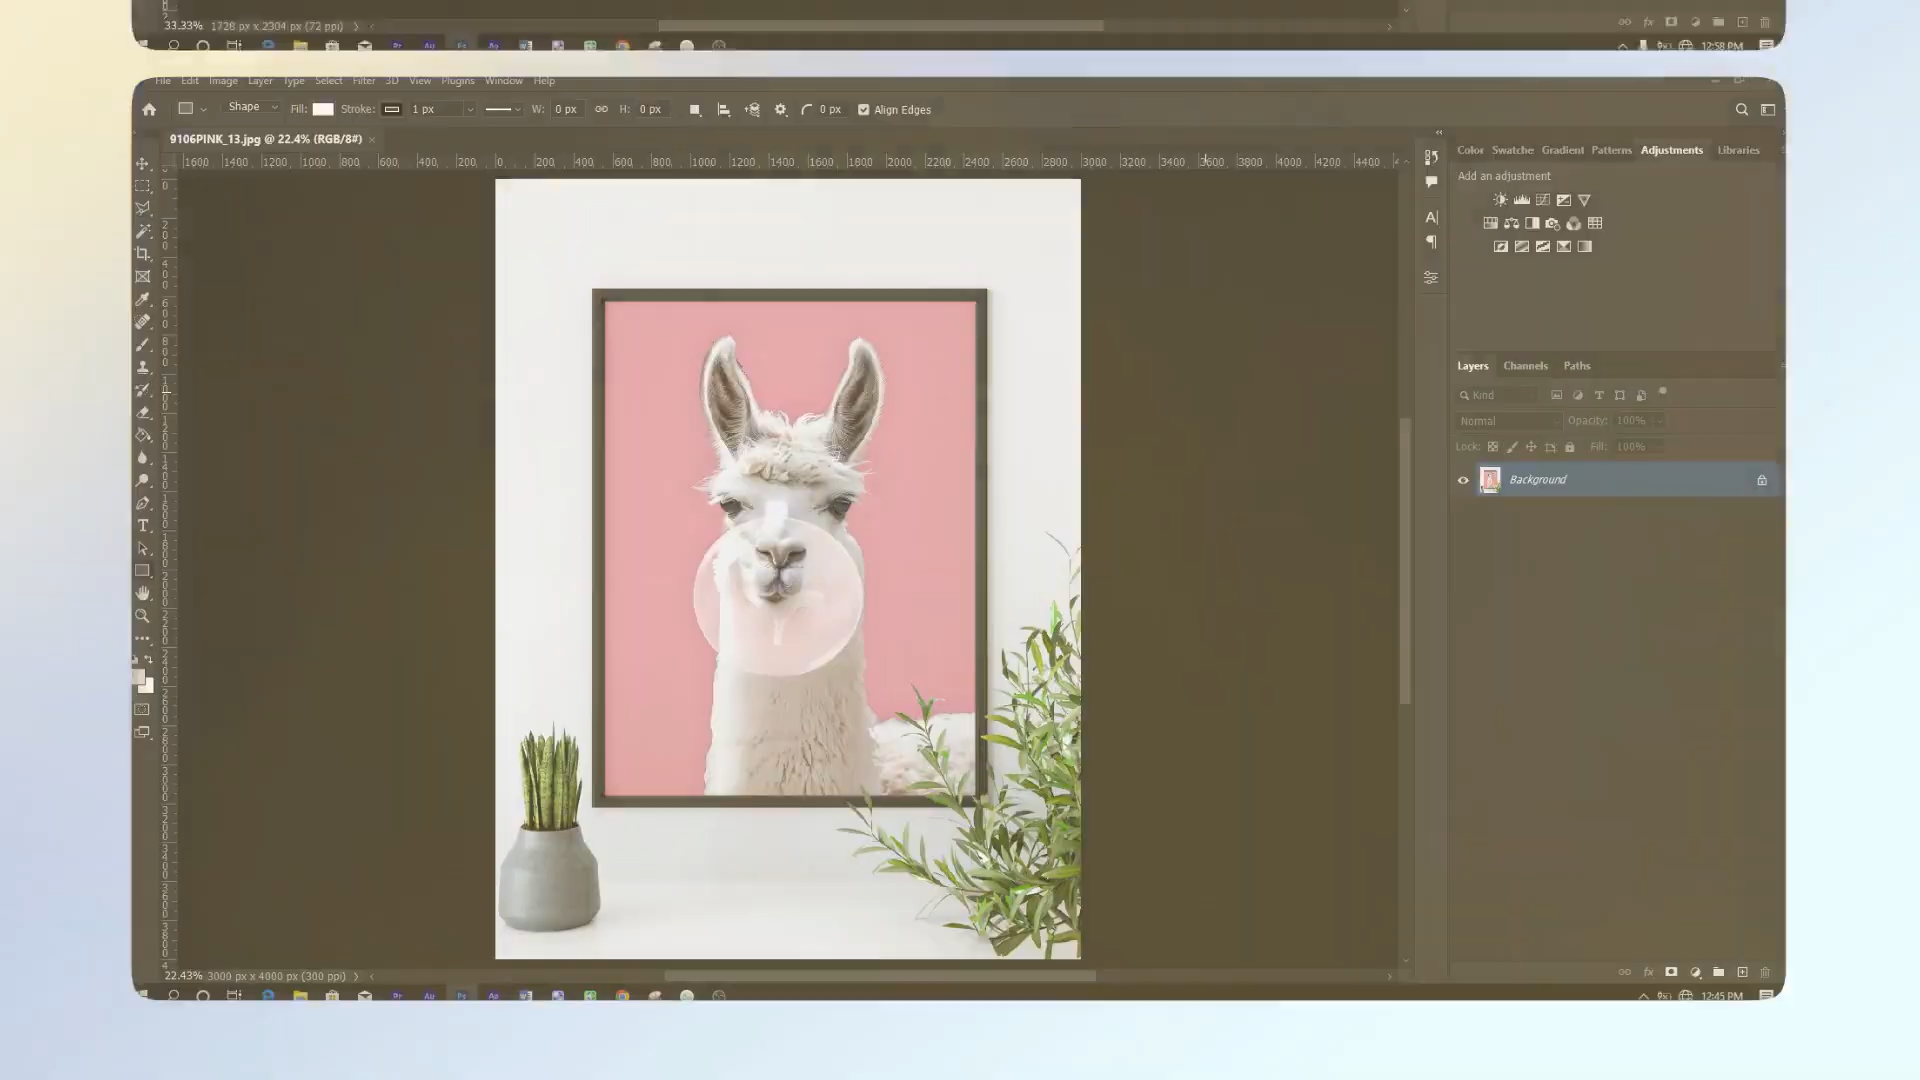 33.33% 1728 px x 2304 px (72 ppi)
12:58 PM
File Edit Image Layer Type Select Filter 3D View Plugins Window Help
Shape Fill: Stroke: 1 px W: 0 px H: 0 px 0 px Align Edges
9106PINK_13.jpg @ 22.4% (RGB/8#)
1600 1400 1200 1000 800 600 400 200 0 200 400 600 800 1000 1200 1400 1600 1800 2000 2200 2400 2600 2800 3000 3200 3400 3600 3800 4000 4200 4400
Color Swatche Gradient Patterns Adjustments Libraries
Add an adjustment
Layers Channels Paths
Kind
Normal Opacity: 100%
Lock: Fill: 100%
Background
22.43% 3000 px x 4000 px (300 ppi)
12:45 PM